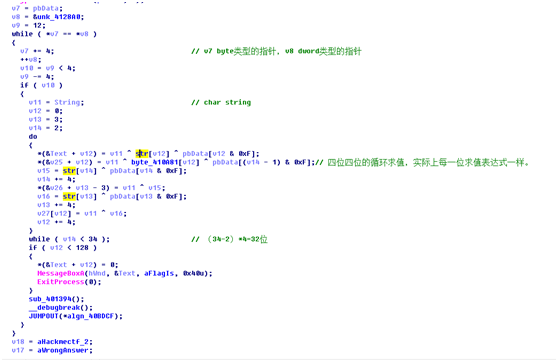 v7 = pbData;
v8 = &unk_4128A0;
v9 = 12;
while ( *v7 == *v8 )
{
v7 += 4; // v7 byte类型的指针, v8 dword类型的指针
++v8;
v10 = v9 < 4;
v9 -= 4;
if ( v10 )
{
v11 = String; // char string
v12 = 0;
v13 = 3;
v14 = 2;
do
{
*(&Text + v12) = v11 ^ str[v12] ^ pbData[v12 & 0xF];
*(&v25 + v12) = v11 ^ byte_410A81[v12] ^ pbData[(v14 - 1) & 0xF];// 四位四位的循环求值，实际上每一位求值表达式一样。
v15 = str[v14] ^ pbData[v14 & 0xF];
v14 += 4;
*(&v26 + v13 - 3) = v11 ^ v15;
v16 = str[v13] ^ pbData[v13 & 0xF];
v13 += 4;
v27[v12] = v11 ^ v16;
v12 += 4;
}
while ( v14 < 34 ); // （34-2）*4=32位
if ( v12 < 128 )
{
*(&Text + v12) = 0;
MessageBoxA(hWnd, &Text, aFlagIs, 0x40u);
ExitProcess(0);
}
sub_401394();
__debugbreak();
JUMPOUT(*algn_40BDCF);
}
}
v18 = aHackmectf_2;
v17 = aWrongAnswer;